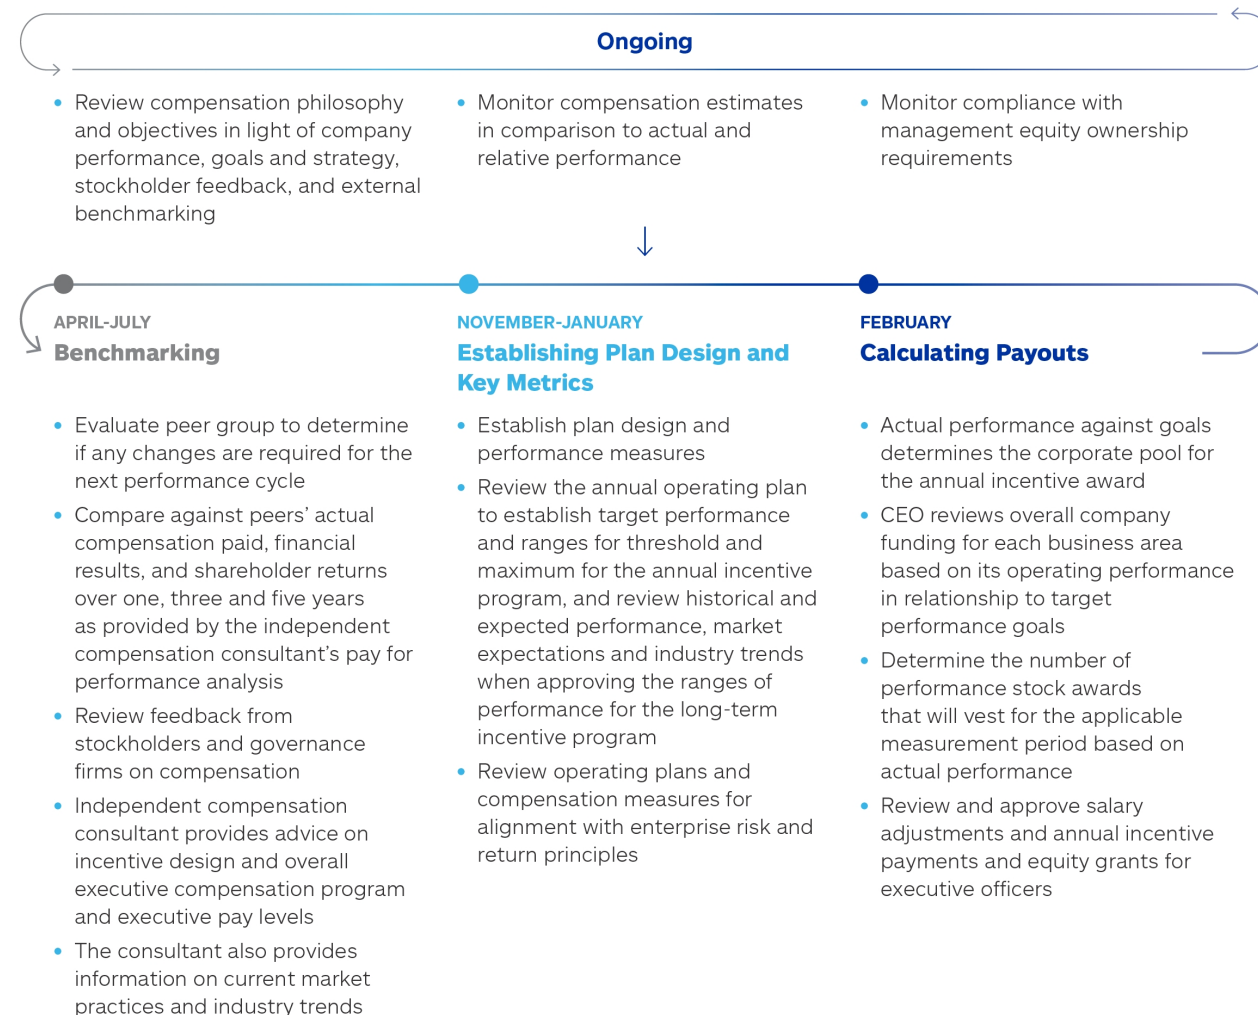 Ongoing
• Review compensation philosophy
and objectives in light of company
performance, goals and strategy,
stockholder feedback, and external
benchmarking
• Monitor compensation estimates
in comparison to actual and
relative performance
• Monitor compliance with
management equity ownership
requirements
APRIL-JULY
Benchmarking
• Evaluate peer group to determine
if any changes are required for the
next performance cycle
• Compare against peers’ actual
compensation paid, financial
results, and shareholder returns
over one, three and five years
as provided by the independent
compensation consultant’s pay for
performance analysis
• Review feedback from
stockholders and governance
firms on compensation
• Independent compensation
consultant provides advice on
incentive design and overall
executive compensation program
and executive pay levels
• The consultant also provides
information on current market
practices and industry trends
NOVEMBER-JANUARY
Establishing Plan Design and
Key Metrics
• Establish plan design and
performance measures
• Review the annual operating plan
to establish target performance
and ranges for threshold and
maximum for the annual incentive
program, and review historical and
expected performance, market
expectations and industry trends
when approving the ranges of
performance for the long-term
incentive program
• Review operating plans and
compensation measures for
alignment with enterprise risk and
return principles
FEBRUARY
Calculating Payouts
• Actual performance against goals
determines the corporate pool for
the annual incentive award
• CEO reviews overall company
funding for each business area
based on its operating performance
in relationship to target
performance goals
• Determine the number of
performance stock awards
that will vest for the applicable
measurement period based on
actual performance
• Review and approve salary
adjustments and annual incentive
payments and equity grants for
executive officers